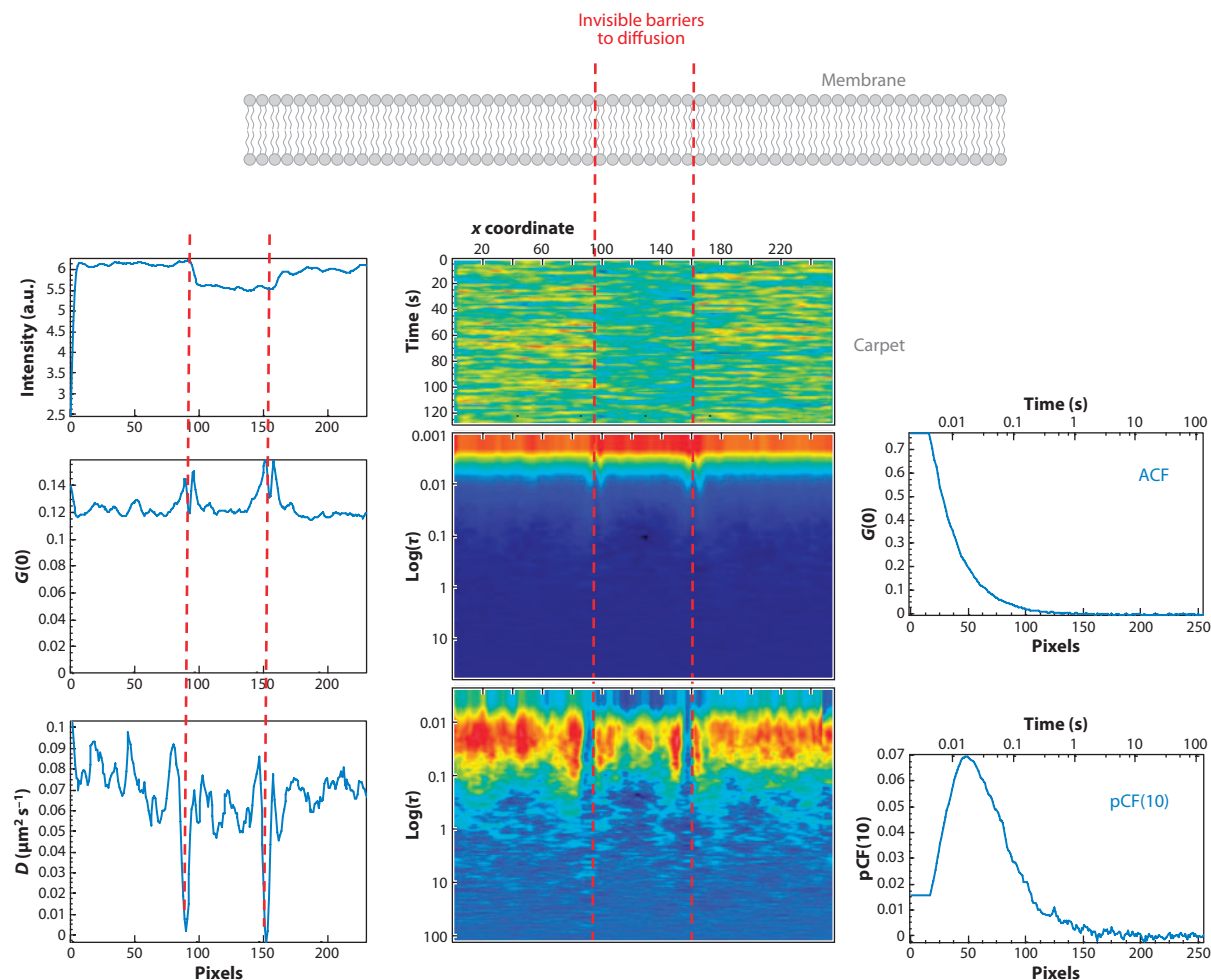 Invisible barriers
to diffusion
Membrane
x coordinate
20 60 100 140 180 220
Intensity (a.u.)
6
5.5
5
4.5
4
3.5
3
2.5
0 100 200
Time (s)
0
20
40
60
80
100
120
Carpet
G(0)
0.14
0.12
0.1
0.08
0.06
0.04
0.02
0
0 50 100 150 200
Log(τ)
0.001
0.01
0.1
1
10
Time (s)
0.01 0.1 1 10 100
ACF
G(0)
0.7
0.6
0.5
0.4
0.3
0.2
0.1
0
0 50 100 150 200 250
Pixels
D (µm² s⁻¹)
0.1
0.09
0.08
0.07
0.06
0.05
0.04
0.03
0.02
0.01
0
0 50 100 150 200
Pixels
Log(τ)
0.01
0.1
1
10
100
Time (s)
0.01 0.1 1 10 100
pCF(10)
pCF(10)
0.07
0.06
0.05
0.04
0.03
0.02
0.01
0
0 50 100 150 200 250
Pixels